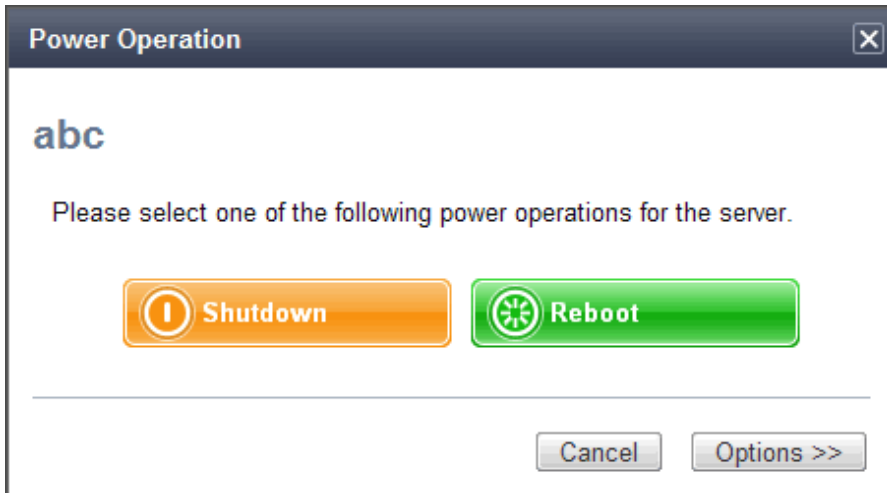 Power Operation
abc
Please select one of the following power operations for the server.
Shutdown
Reboot
Cancel
Options >>